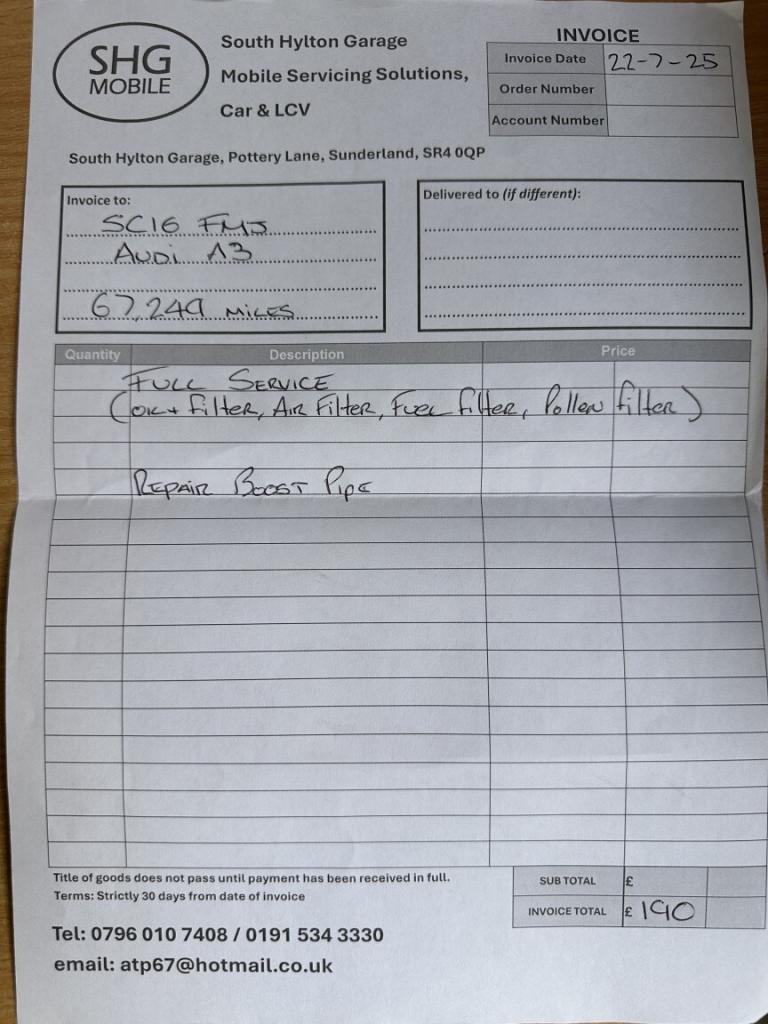 SHG
MOBILE
South Hylton Garage
Mobile Servicing Solutions,
Car & LCV
INVOICE
Invoice Date 22-7-25
Order Number
Account Number
South Hylton Garage, Pottery Lane, Sunderland, SR4 0QP
Invoice to:
SC16 FMJ
AUDi A3
67,249 MILES
Delivered to (if different):
Quantity Description Price
FULL SERVICE
(OIL + Filter, AIR Filter, Fuel filter, Pollen filter)
REPAIR BOOST PIPE
Title of goods does not pass until payment has been received in full.
Terms: Strictly 30 days from date of invoice
SUB TOTAL £
INVOICE TOTAL £ 190
Tel: 0796 010 7408 / 0191 534 3330
email: atp67@hotmail.co.uk